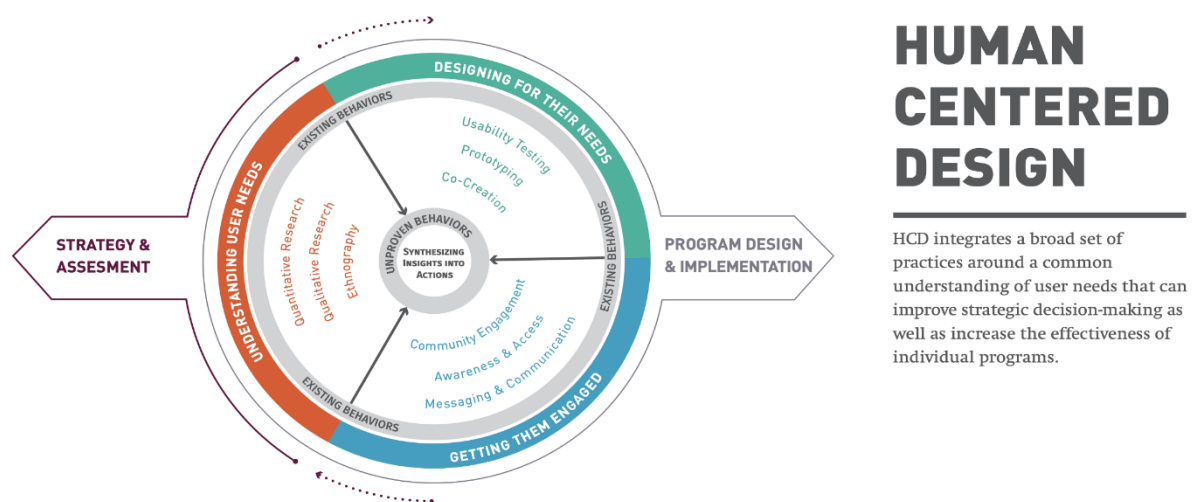 HUMAN
CENTERED
DESIGN
HCD integrates a broad set of
practices around a common
understanding of user needs that can
improve strategic decision-making as
well as increase the effectiveness of
individual programs.
STRATEGY &
ASSESMENT
UNDERSTANDING USER NEEDS
Quantitative Research
Qualitative Research
Ethnography
DESIGNING FOR THEIR NEEDS
Usability Testing
Prototyping
Co-Creation
EXISTING BEHAVIORS
EXISTING BEHAVIORS
EXISTING BEHAVIORS
UNPROVEN BEHAVIORS
SYNTHESIZING
INSIGHTS INTO
ACTIONS
Community Engagement
Awareness & Access
Messaging & Communication
GETTING THEM ENGAGED
PROGRAM DESIGN
& IMPLEMENTATION